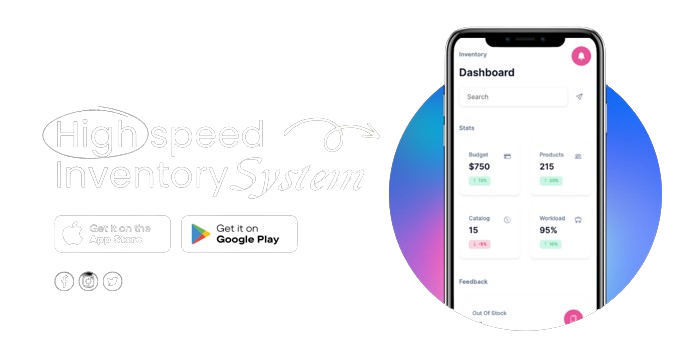 High speed
Inventory System
Get it on the
App Store
Get it on
Google Play
Inventory
Dashboard
Search
Stats
Budget
$750
Products
215
Catalog
15
Workload
95%
Feedback
Out Of Stock